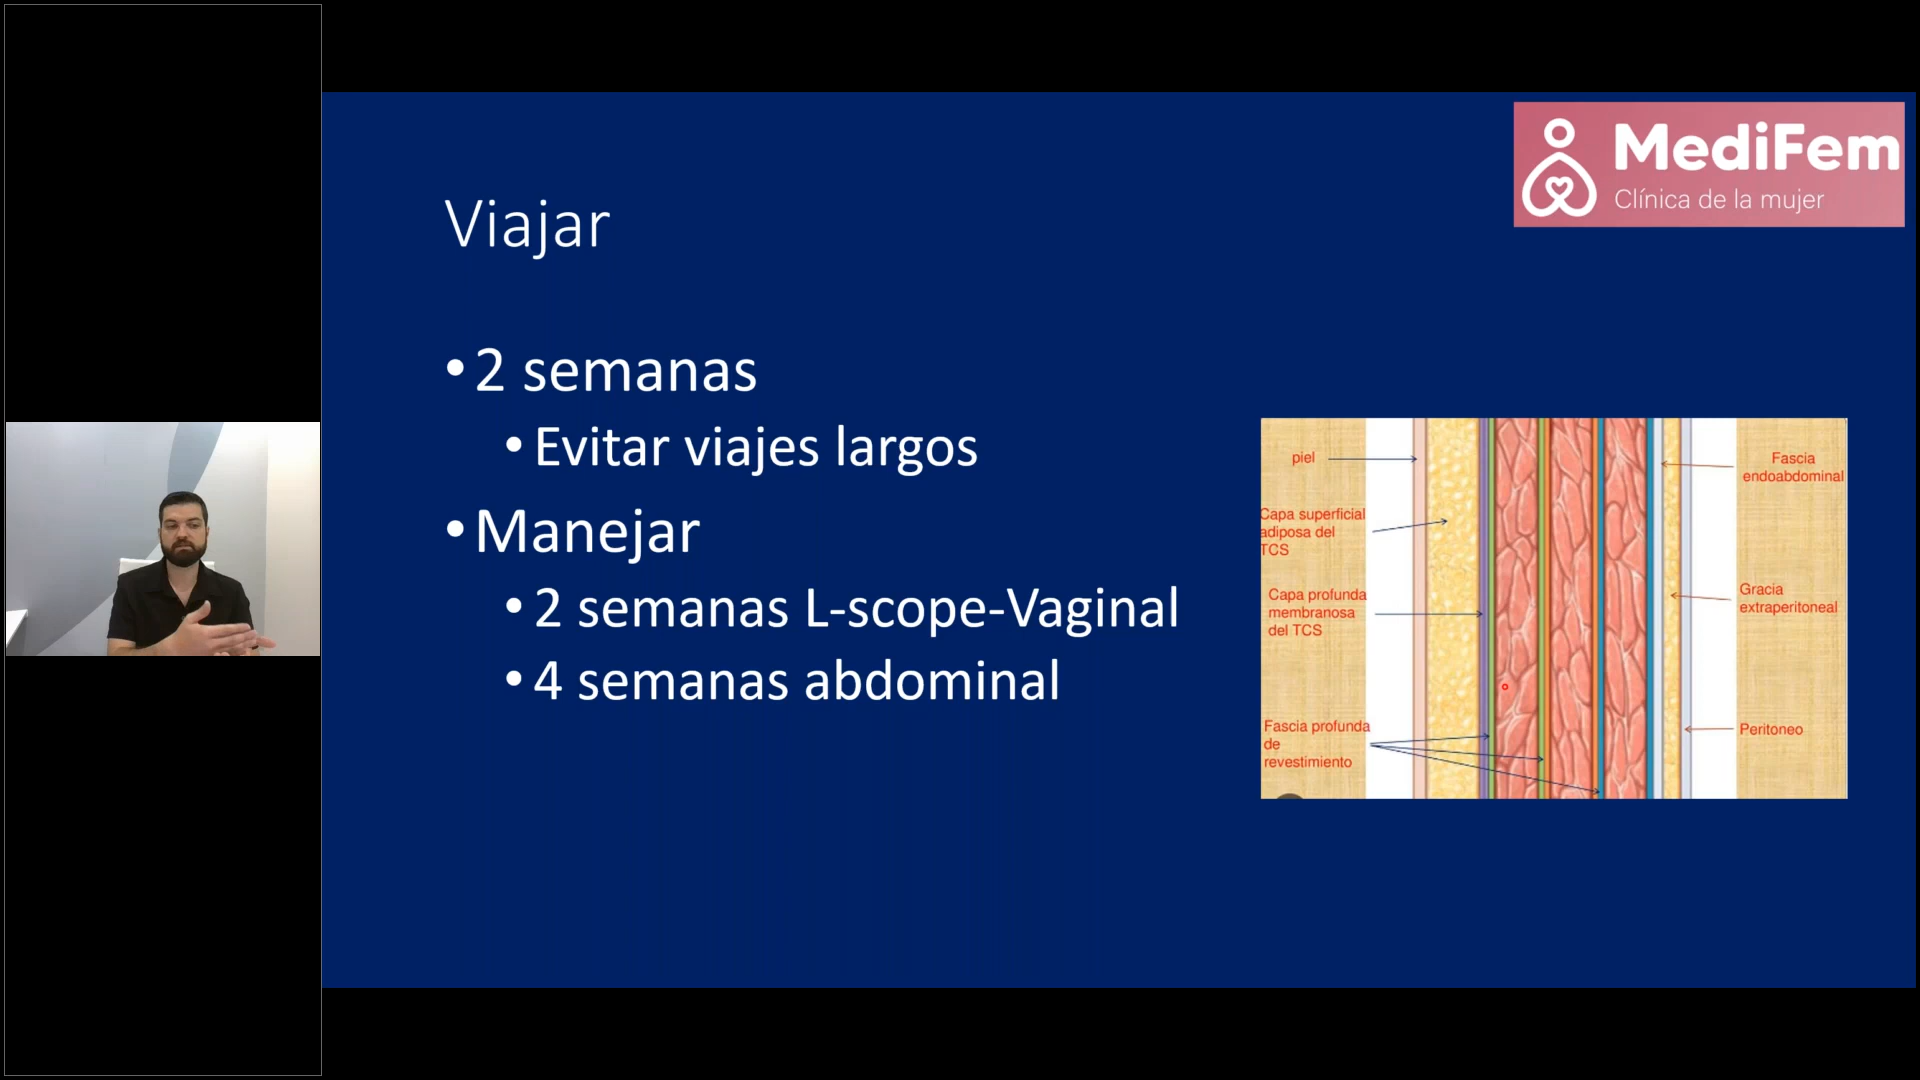 MediFem
Clínica de la mujer
Viajar
•2 semanas
•Evitar viajes largos
•Manejar
•2 semanas L-scope-Vaginal
•4 semanas abdominal
piel
Capa superficial
adiposa del
TCS
Capa profunda
membranosa
del TCS
Fascia profunda
de
revestimiento
Fascia
endoabdominal
Gracia
extraperitoneal
Peritoneo